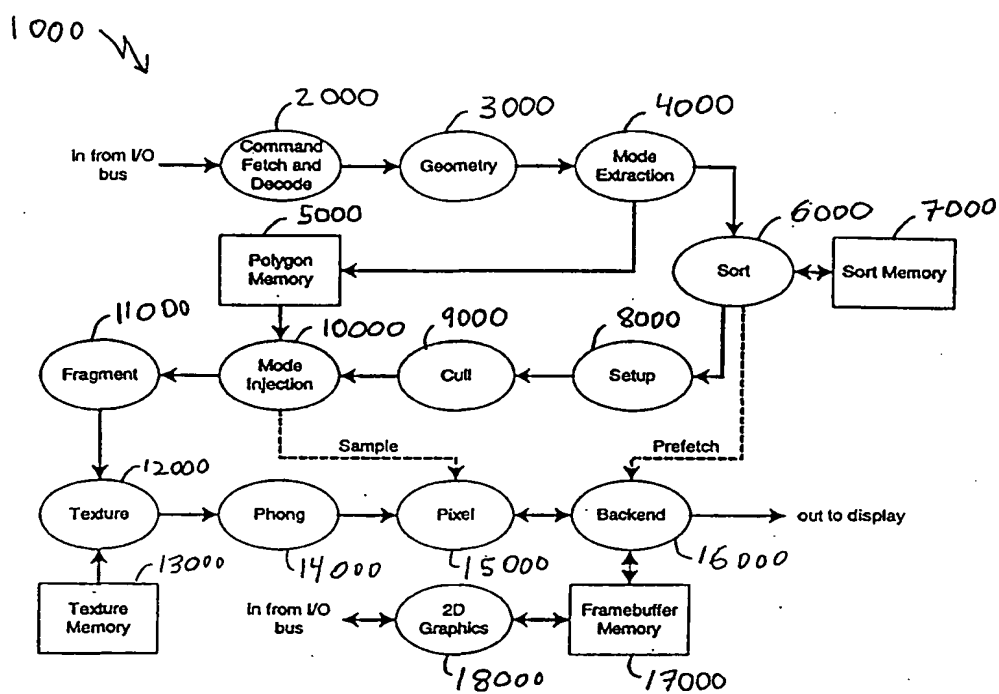 1000
2000
3000
4000
In from I/O
bus
Command
Fetch and
Decode
Geometry
Mode
Extraction
5000
6000
7000
Polygon
Memory
Sort
Sort Memory
11000
10000
9000
8000
Fragment
Mode
Injection
Cull
Setup
Sample
Prefetch
12000
Texture
Phong
Pixel
Backend
out to display
13000
14000
15000
16000
Texture
Memory
In from I/O
bus
2D
Graphics
Framebuffer
Memory
18000
17000